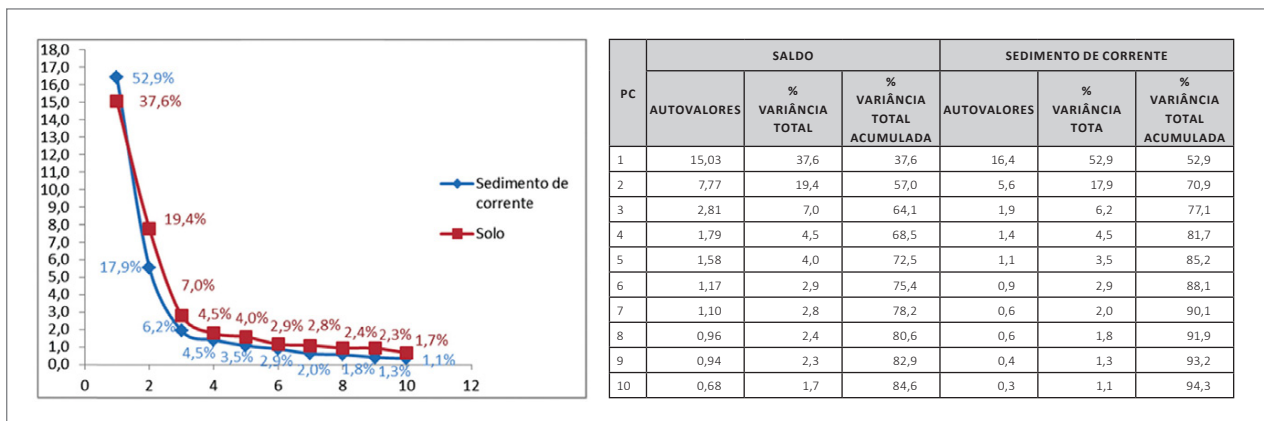 18,0
17,0
16,0
15,0
14,0
13,0
12,0
11,0
10,0
9,0
8,0
7,0
6,0
5,0
4,0
3,0
2,0
1,0
0,0
0 2 4 6 8 10 12
52,9%
37,6%
19,4%
17,9%
7,0%
6,2%
4,5% 4,0% 2,9% 2,8% 2,4% 2,3% 1,7%
4,5% 3,5% 2,9% 2,0% 1,8% 1,3% 1,1%
Sedimento de
corrente
Solo
PC SALDO SEDIMENTO DE CORRENTE
AUTOVALORES % VARIÂNCIA TOTAL % VARIÂNCIA TOTAL ACUMULADA AUTOVALORES % VARIÂNCIA TOTA % VARIÂNCIA TOTAL ACUMULADA
1 15,03 37,6 37,6 16,4 52,9 52,9
2 7,77 19,4 57,0 5,6 17,9 70,9
3 2,81 7,0 64,1 1,9 6,2 77,1
4 1,79 4,5 68,5 1,4 4,5 81,7
5 1,58 4,0 72,5 1,1 3,5 85,2
6 1,17 2,9 75,4 0,9 2,9 88,1
7 1,10 2,8 78,2 0,6 2,0 90,1
8 0,96 2,4 80,6 0,6 1,8 91,9
9 0,94 2,3 82,9 0,4 1,3 93,2
10 0,68 1,7 84,6 0,3 1,1 94,3